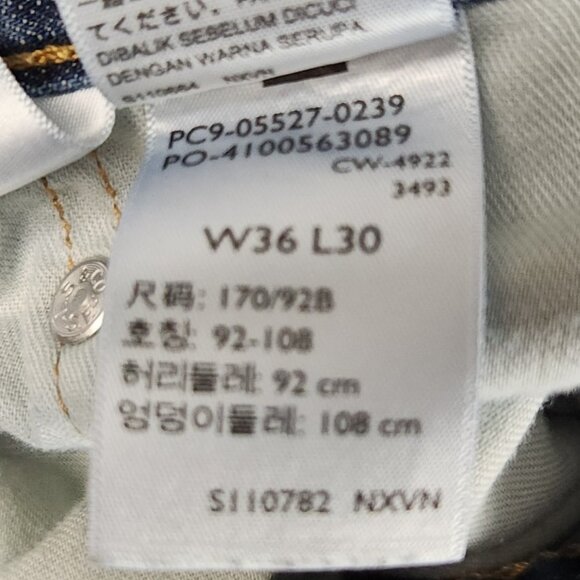 てください。
DIBALIK SEBELUM DICUCI
DENGAN WARNA SERUPA
PC9-05527-0239
PO-4100563089
CW-4922
3493
W36 L30
尺码: 170/92B
호칭: 92-108
허리둘레: 92 cm
엉덩이둘레: 108 cm
S110782 NXVN